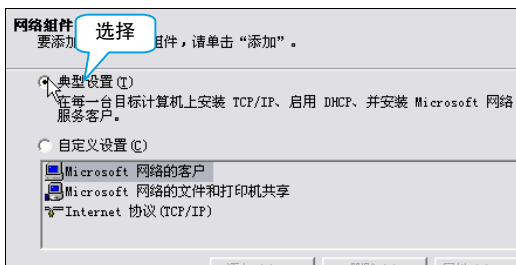 网络组件
选择
要添加 组件，请单击“添加”。
典型设置(T)
在每一台目标计算机上安装 TCP/IP、启用 DHCP、并安装 Microsoft 网络
服务客户。
自定义设置(C)
Microsoft 网络的客户
Microsoft 网络的文件和打印机共享
Internet 协议(TCP/IP)